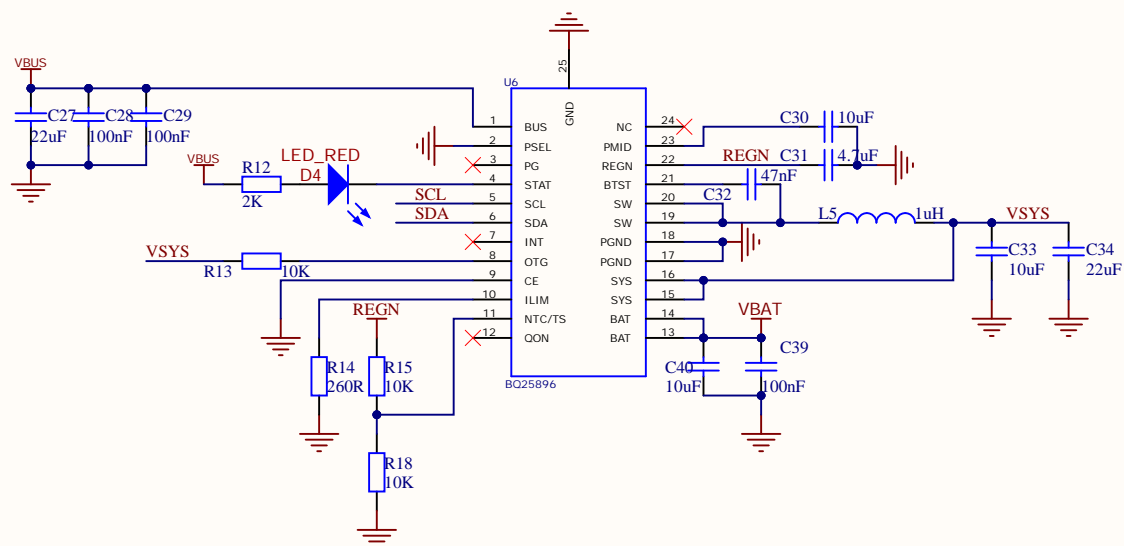 VBUS
C27
22uF
C28
100nF
C29
100nF
U6
25
GND
1
BUS
2
PSEL
3
PG
4
STAT
5
SCL
6
SDA
7
INT
8
OTG
9
CE
10
ILIM
11
NTC/TS
12
QON
24
NC
23
PMID
22
REGN
21
BTST
20
SW
19
SW
18
PGND
17
PGND
16
SYS
15
SYS
14
BAT
13
BAT
BQ25896
VBUS
R12
2K
LED_RED
D4
SCL
SDA
VSYS
R13
10K
REGN
R14
260R
R15
10K
R18
10K
C30
10uF
REGN
C31
4.7uF
47nF
C32
L5
1uH
VSYS
C33
10uF
C34
22uF
VBAT
C40
10uF
C39
100nF